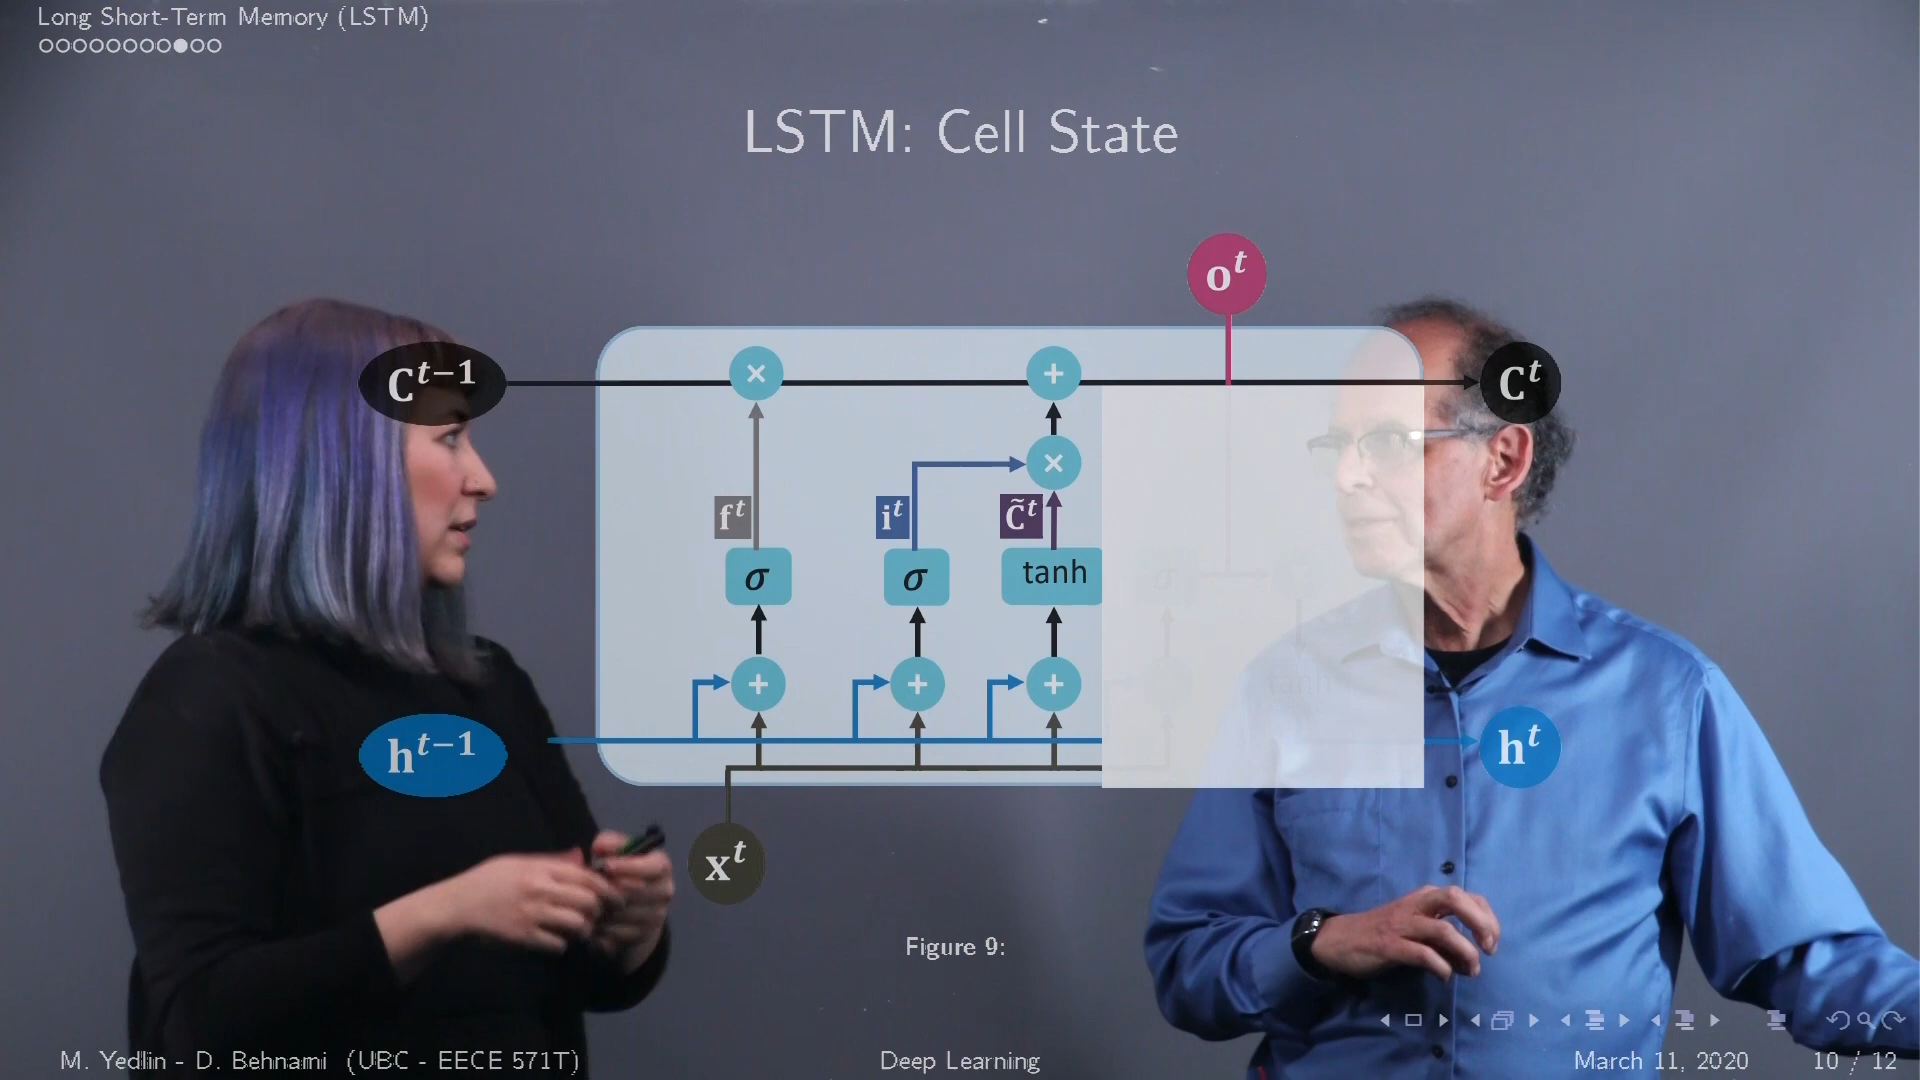 Long Short-Term Memory (LSTM)
LSTM: Cell State
o^t
C^{t-1}
×
+
C^t
×
f^t
i^t
C̃^t
σ
σ
tanh
+
+
+
h^{t-1}
h^t
x^t
Figure 9:
M. Yedlin - D. Behnami (UBC - EECE 571T)
Deep Learning
March 11, 2020
10 / 12